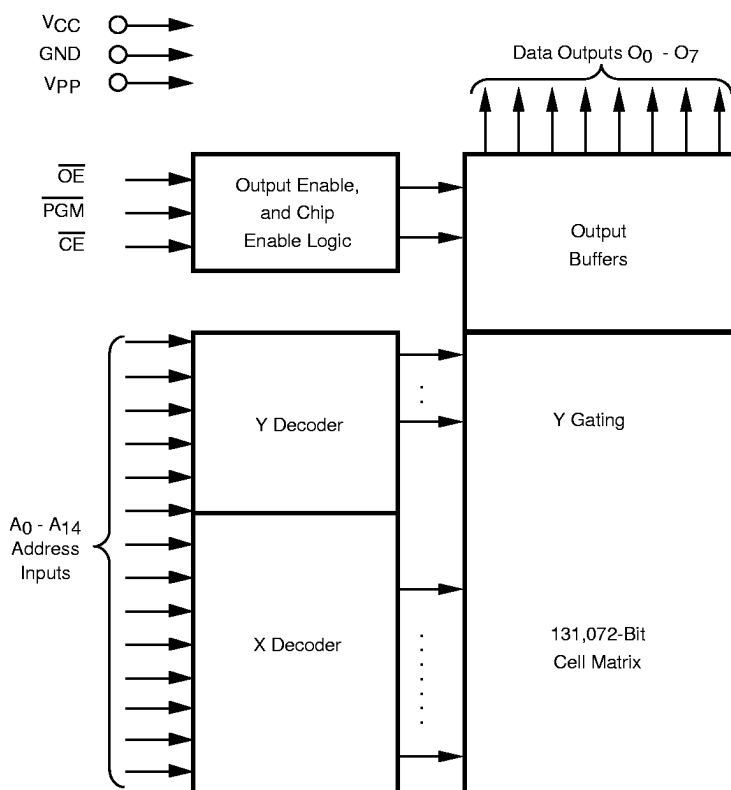 VCC
GND
VPP
Data Outputs O0 - O7
OE
PGM
CE
Output Enable,
and Chip
Enable Logic
Output
Buffers
Y Decoder
Y Gating
A0 - A14
Address
Inputs
X Decoder
131,072-Bit
Cell Matrix